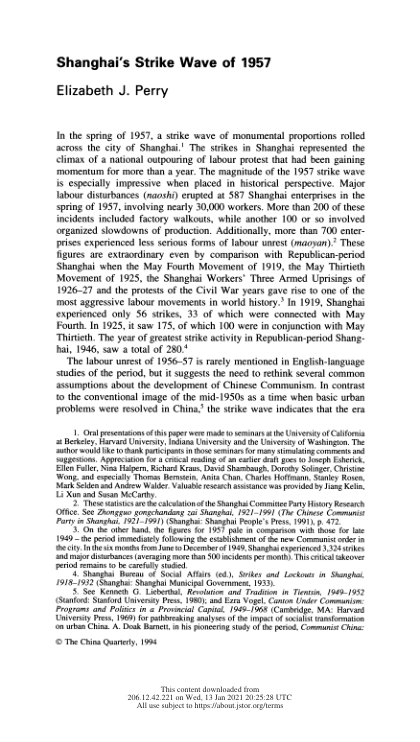 Shanghai's Strike Wave of 1957
Elizabeth J. Perry
In the spring of 1957, a strike wave of monumental proportions rolled
across the city of Shanghai.1 The strikes in Shanghai represented the
climax of a national outpouring of labour protest that had been gaining
momentum for more than a year. The magnitude of the 1957 strike wave
is especially impressive when placed in historical perspective. Major
labour disturbances (naoshi) erupted at 587 Shanghai enterprises in the
spring of 1957, involving nearly 30,000 workers. More than 200 of these
incidents included factory walkouts, while another 100 or so involved
organized slowdowns of production. Additionally, more than 700 enter-
prises experienced less serious forms of labour unrest (maoyan).2 These
figures are extraordinary even by comparison with Republican-period
Shanghai when the May Fourth Movement of 1919, the May Thirtieth
Movement of 1925, the Shanghai Workers' Three Armed Uprisings of
1926–27 and the protests of the Civil War years gave rise to one of the
most aggressive labour movements in world history.3 In 1919, Shanghai
experienced only 56 strikes, 33 of which were connected with May
Fourth. In 1925, it saw 175, of which 100 were in conjunction with May
Thirtieth. The year of greatest strike activity in Republican-period Shang-
hai, 1946, saw a total of 280.4
The labour unrest of 1956–57 is rarely mentioned in English-language
studies of the period, but it suggests the need to rethink several common
assumptions about the development of Chinese Communism. In contrast
to the conventional image of the mid-1950s as a time when basic urban
problems were resolved in China,5 the strike wave indicates that the era
1. Oral presentations of this paper were made to seminars at the University of California
at Berkeley, Harvard University, Indiana University and the University of Washington. The
author would like to thank participants in those seminars for many stimulating comments and
suggestions. Appreciation for a critical reading of an earlier draft goes to Joseph Esherick,
Ellen Fuller, Nina Halpern, Richard Kraus, David Shambaugh, Dorothy Solinger, Christine
Wong, and especially Thomas Bernstein, Anita Chan, Charles Hoffmann, Stanley Rosen,
Mark Selden and Andrew Walder. Valuable research assistance was provided by Jiang Kelin,
Li Xun and Susan McCarthy.
2. These statistics are the calculation of the Shanghai Committee Party History Research
Office. See Zhongguo gongchandang zai Shanghai, 1921–1991 (The Chinese Communist
Party in Shanghai, 1921–1991) (Shanghai: Shanghai People's Press, 1991), p. 472.
3. On the other hand, the figures for 1957 pale in comparison with those for late
1949 – the period immediately following the establishment of the new Communist order in
the city. In the six months from June to December of 1949, Shanghai experienced 3,324 strikes
and major disturbances (averaging more than 500 incidents per month). This critical takeover
period remains to be carefully studied.
4. Shanghai Bureau of Social Affairs (ed.), Strikes and Lockouts in Shanghai,
1918–1932 (Shanghai: Shanghai Municipal Government, 1933).
5. See Kenneth G. Lieberthal, Revolution and Tradition in Tientsin, 1949–1952
(Stanford: Stanford University Press, 1980); and Ezra Vogel, Canton Under Communism:
Programs and Politics in a Provincial Capital, 1949–1968 (Cambridge, MA: Harvard
University Press, 1969) for pathbreaking analyses of the impact of socialist transformation
on urban China. A. Doak Barnett, in his pioneering study of the period, Communist China:
© The China Quarterly, 1994
This content downloaded from
206.12.42.221 on Wed, 13 Jan 2021 20:25:28 UTC
All use subject to https://about.jstor.org/terms